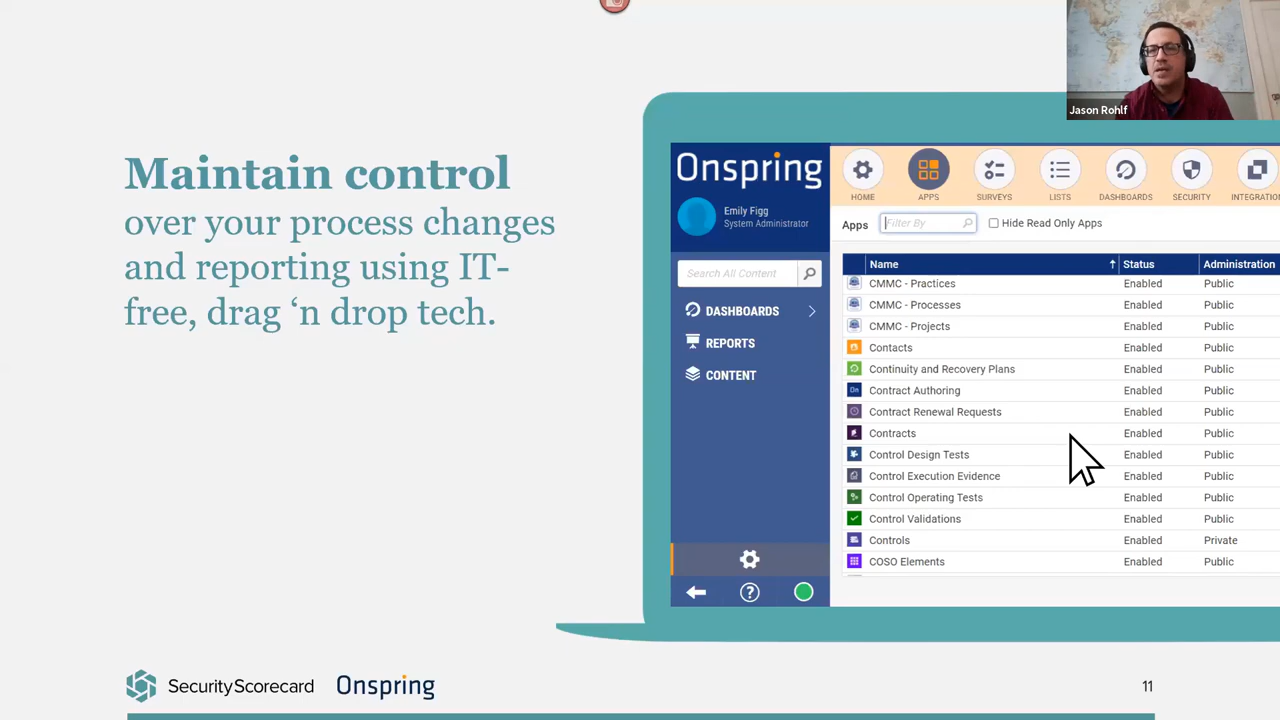 Jason Rohlf
Maintain control
over your process changes
and reporting using IT-
free, drag ‘n drop tech.
Onspring
Emily Figg
System Administrator
Search All Content
DASHBOARDS
REPORTS
CONTENT
HOME APPS SURVEYS LISTS DASHBOARDS SECURITY INTEGRATIO
Apps Filter By Hide Read Only Apps
Name Status Administration
CMMC - Practices Enabled Public
CMMC - Processes Enabled Public
CMMC - Projects Enabled Public
Contacts Enabled Public
Continuity and Recovery Plans Enabled Public
Contract Authoring Enabled Public
Contract Renewal Requests Enabled Public
Contracts Enabled Public
Control Design Tests Enabled Public
Control Execution Evidence Enabled Public
Control Operating Tests Enabled Public
Control Validations Enabled Public
Controls Enabled Private
COSO Elements Enabled Public
SecurityScorecard Onspring
11